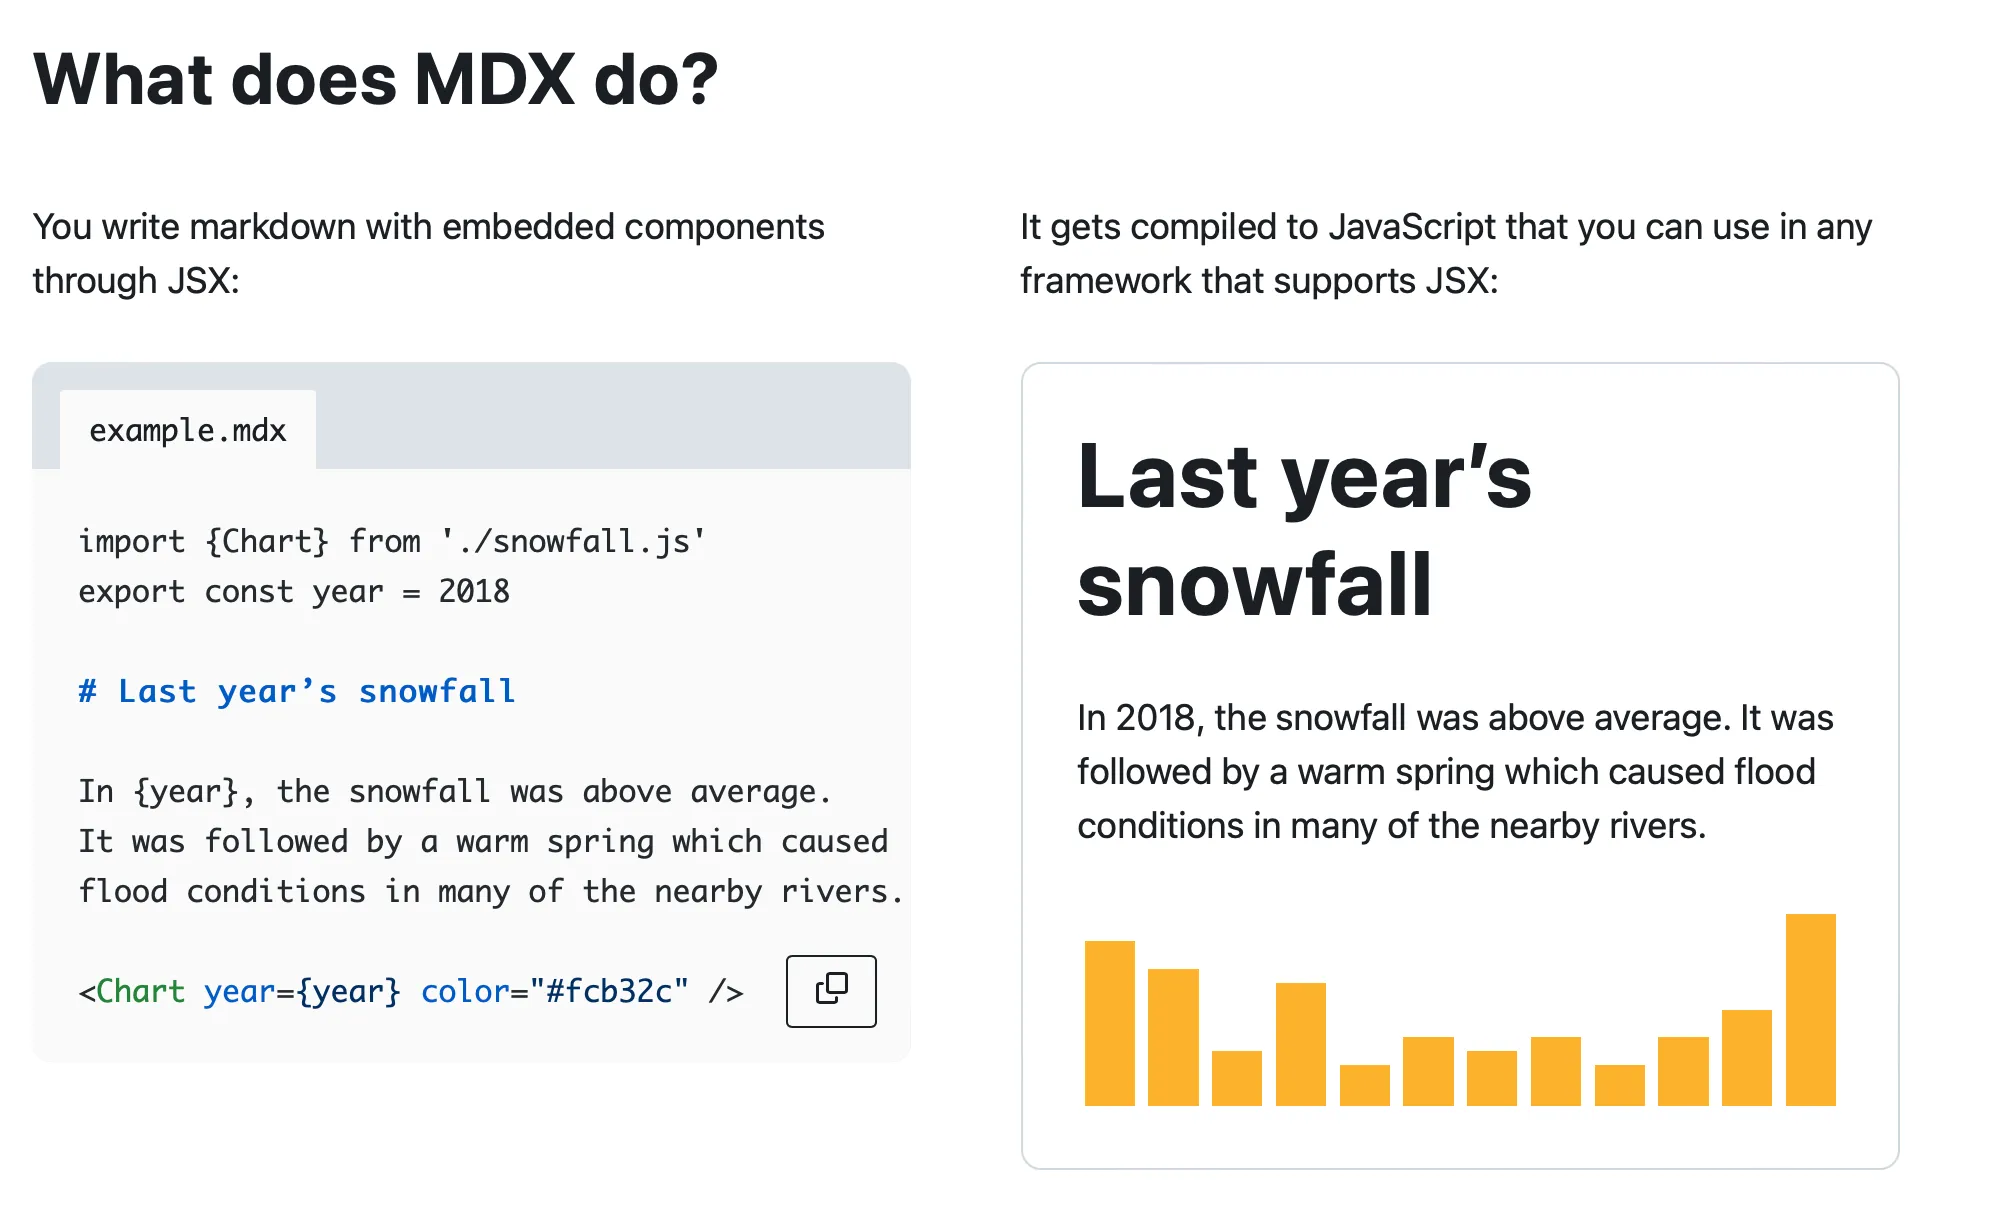 What does MDX do?
You write markdown with embedded components
through JSX:
example.mdx
import {Chart} from './snowfall.js'
export const year = 2018
# Last year’s snowfall
In {year}, the snowfall was above average.
It was followed by a warm spring which caused
flood conditions in many of the nearby rivers.
<Chart year={year} color="#fcb32c" />
It gets compiled to JavaScript that you can use in any
framework that supports JSX:
Last year’s
snowfall
In 2018, the snowfall was above average. It was
followed by a warm spring which caused flood
conditions in many of the nearby rivers.